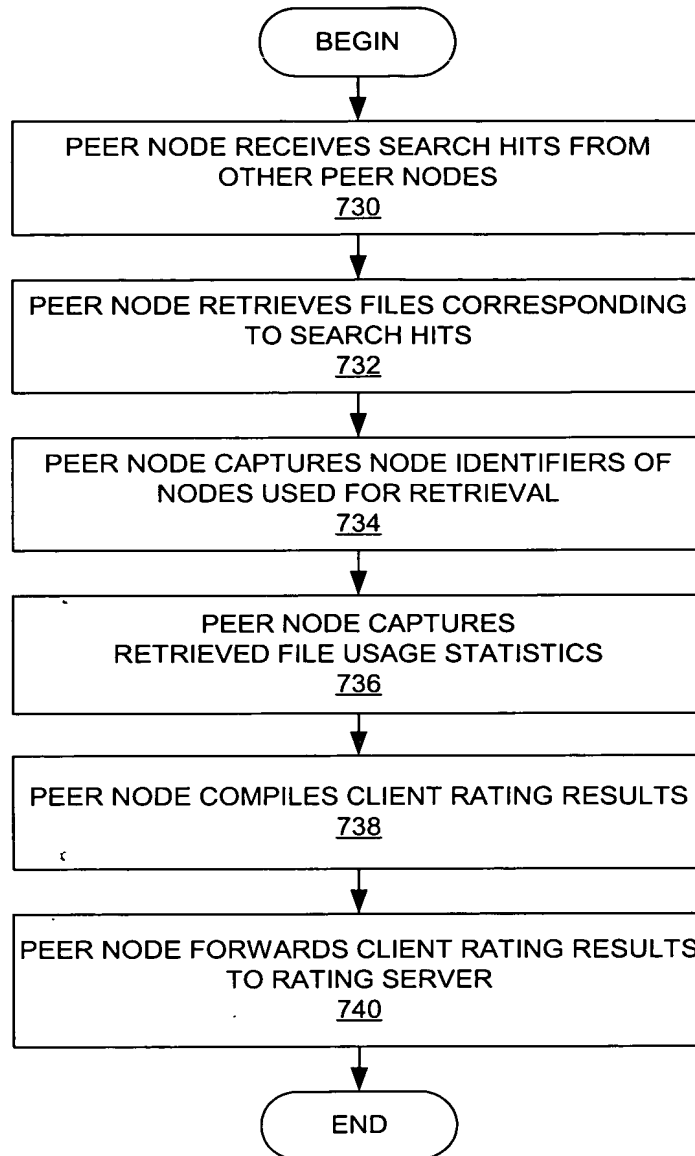 BEGIN
PEER NODE RECEIVES SEARCH HITS FROM
OTHER PEER NODES
730
PEER NODE RETRIEVES FILES CORRESPONDING
TO SEARCH HITS
732
PEER NODE CAPTURES NODE IDENTIFIERS OF
NODES USED FOR RETRIEVAL
734
PEER NODE CAPTURES
RETRIEVED FILE USAGE STATISTICS
736
PEER NODE COMPILES CLIENT RATING RESULTS
738
PEER NODE FORWARDS CLIENT RATING RESULTS
TO RATING SERVER
740
END